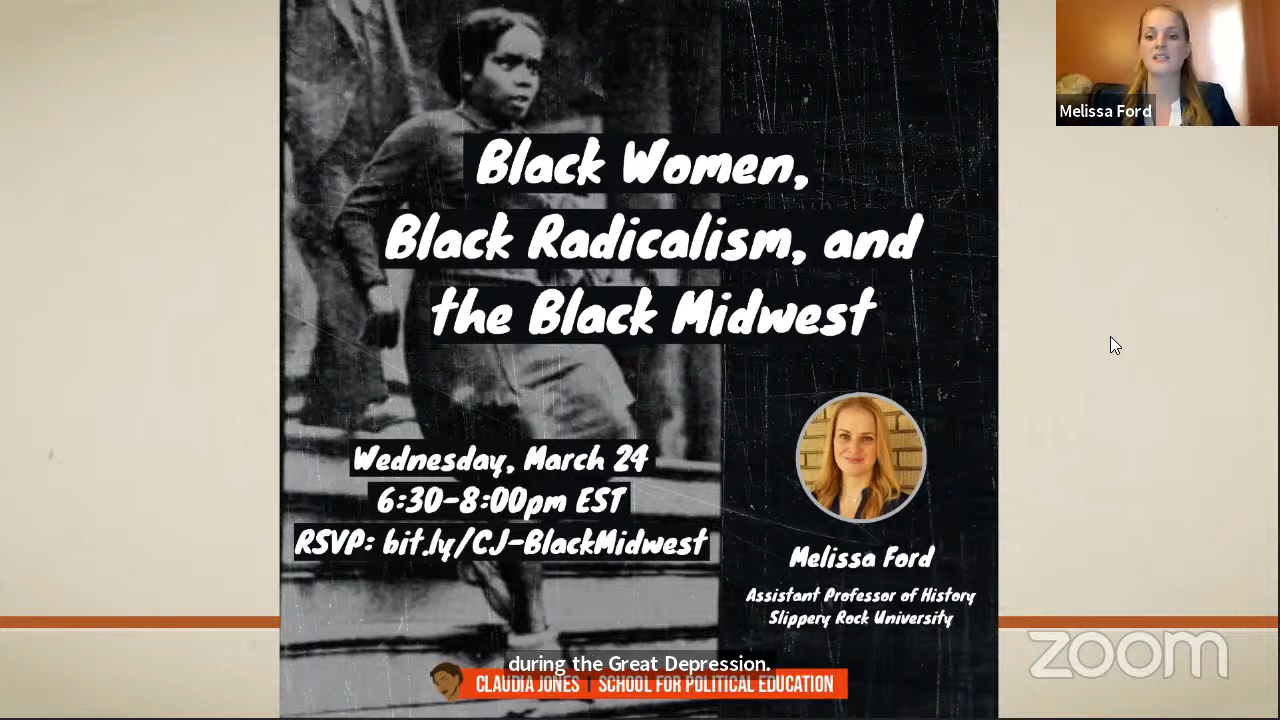 Melissa Ford
Black Women,
Black Radicalism, and
the Black Midwest
Wednesday, March 24
6:30-8:00pm EST
RSVP: bit.ly/CJ-BlackMidwest
Melissa Ford
Assistant Professor of History
Slippery Rock University
zoom
during the Great Depression.
CLAUDIA JONES | SCHOOL FOR POLITICAL EDUCATION